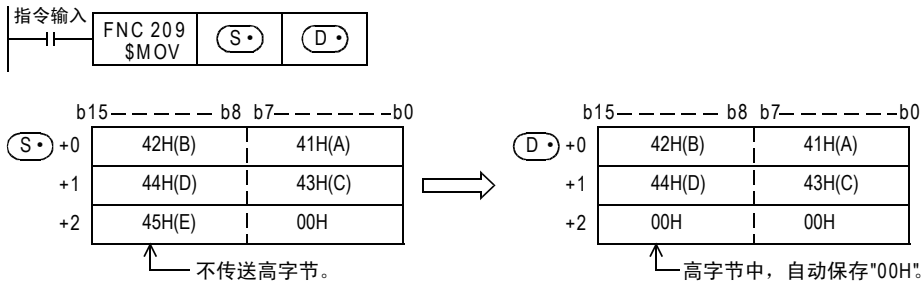 指令输入
FNC 209 S· D·
$MOV
b15 b8 b7 b0 b15 b8 b7 b0
S· +0 42H(B) 41H(A) D· +0 42H(B) 41H(A)
+1 44H(D) 43H(C) +1 44H(D) 43H(C)
+2 45H(E) 00H +2 00H 00H
不传送高字节。 高字节中，自动保存"00H"。